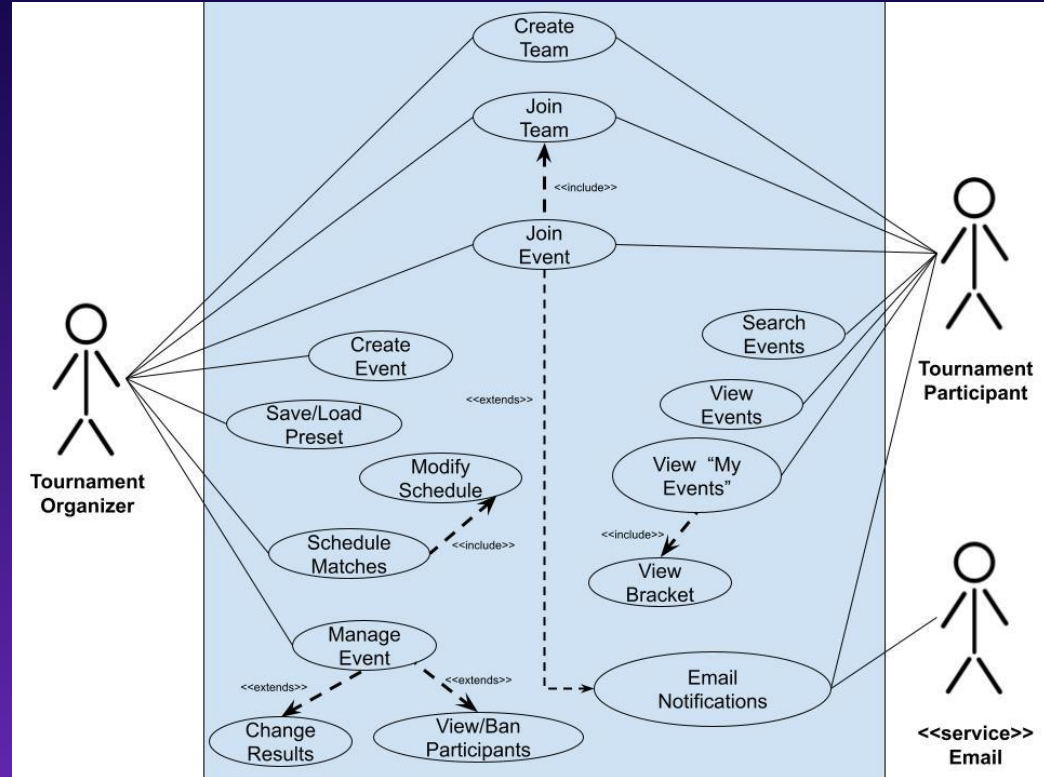 Create
Team
Join
Team
<<include>>
Join
Event
Search
Events
Tournament
Participant
Create
Event
<<extends>>
View
Events
Save/Load
Preset
Modify
Schedule
View “My
Events”
Tournament
Organizer
Schedule
Matches
<<include>>
<<include>>
View
Bracket
Manage
Event
<<extends>>
<<extends>>
Email
Notifications
Change
Results
View/Ban
Participants
<<service>>
Email